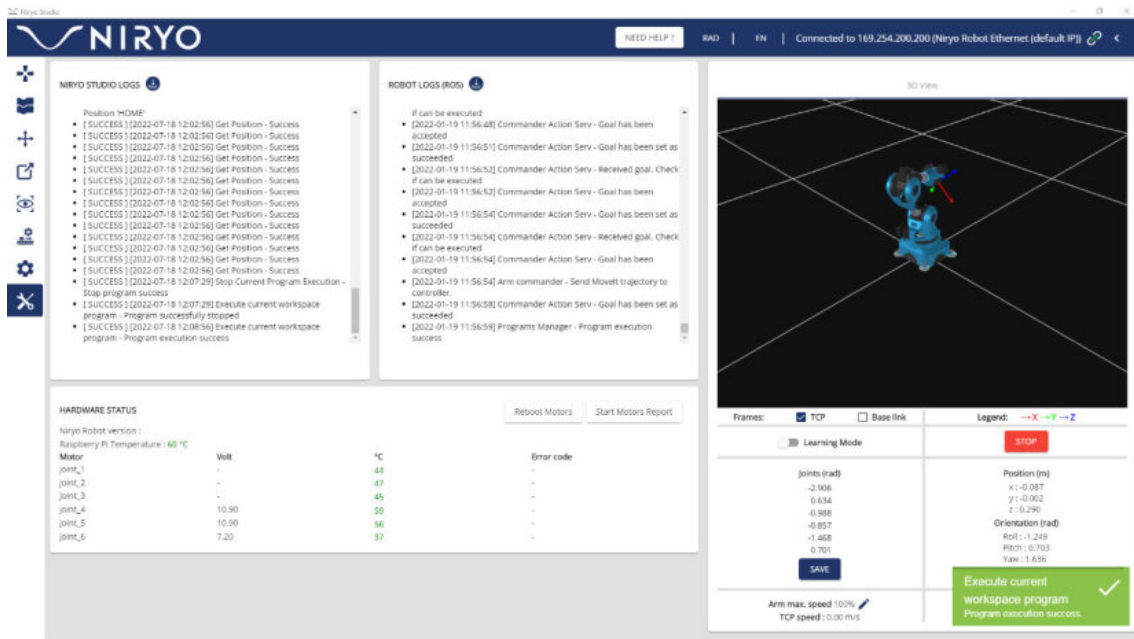 Niryo Studio
NIRYO
NEED HELP ?
RAD | EN | Connected to 169.254.200.200 (Niryo Robot Ethernet (default IP))
NIRYO STUDIO LOGS
Position 'HOME'
[ SUCCESS ] [2022-07-18 12:02:56] Get Position - Success
[ SUCCESS ] [2022-07-18 12:02:56] Get Position - Success
[ SUCCESS ] [2022-07-18 12:02:56] Get Position - Success
[ SUCCESS ] [2022-07-18 12:02:56] Get Position - Success
[ SUCCESS ] [2022-07-18 12:02:56] Get Position - Success
[ SUCCESS ] [2022-07-18 12:02:56] Get Position - Success
[ SUCCESS ] [2022-07-18 12:02:56] Get Position - Success
[ SUCCESS ] [2022-07-18 12:02:56] Get Position - Success
[ SUCCESS ] [2022-07-18 12:02:56] Get Position - Success
[ SUCCESS ] [2022-07-18 12:02:56] Get Position - Success
[ SUCCESS ] [2022-07-18 12:02:56] Get Position - Success
[ SUCCESS ] [2022-07-18 12:02:56] Get Position - Success
[ SUCCESS ] [2022-07-18 12:02:56] Get Position - Success
[ SUCCESS ] [2022-07-18 12:02:56] Get Position - Success
[ SUCCESS ] [2022-07-18 12:07:29] Stop Current Program Execution -
Stop program success
[ SUCCESS ] [2022-07-18 12:07:29] Execute current workspace
program - Program successfully stopped
[ SUCCESS ] [2022-07-18 12:08:56] Execute current workspace
program - Program execution success
ROBOT LOGS (ROS)
if can be executed
[2022-01-19 11:56:48] Commander Action Serv - Goal has been
accepted
[2022-01-19 11:56:51] Commander Action Serv - Goal has been set as
succeeded
[2022-01-19 11:56:52] Commander Action Serv - Received goal. Check
if can be executed
[2022-01-19 11:56:52] Commander Action Serv - Goal has been
accepted
[2022-01-19 11:56:54] Commander Action Serv - Goal has been set as
succeeded
[2022-01-19 11:56:54] Commander Action Serv - Received goal. Check
if can be executed
[2022-01-19 11:56:54] Commander Action Serv - Goal has been
accepted
[2022-01-19 11:56:54] Arm commander - Send MoveIt trajectory to
controller.
[2022-01-19 11:56:58] Commander Action Serv - Goal has been set as
succeeded
[2022-01-19 11:56:59] Programs Manager - Program execution
success
3D View
HARDWARE STATUS
Reboot Motors
Start Motors Report
Niryo Robot version :
Raspberry Pi Temperature : 60 °C
Motor Volt °C Error code
joint_1 - 44 -
joint_2 - 47 -
joint_3 - 45 -
joint_4 10.90 59 -
joint_5 10.90 56 -
joint_6 7.20 37 -
Frames: TCP Base link
Legend: →X →Y →Z
Learning Mode
STOP
Joints (rad)
-2.906
0.634
-0.988
-0.857
-1.468
0.701
SAVE
Position (m)
x : -0.087
y : -0.002
z : 0.290
Orientation (rad)
Roll : -1.249
Pitch : 0.703
Yaw : 1.636
Arm max. speed 100%
TCP speed : 0.00 m/s
Execute current
workspace program
Program execution success